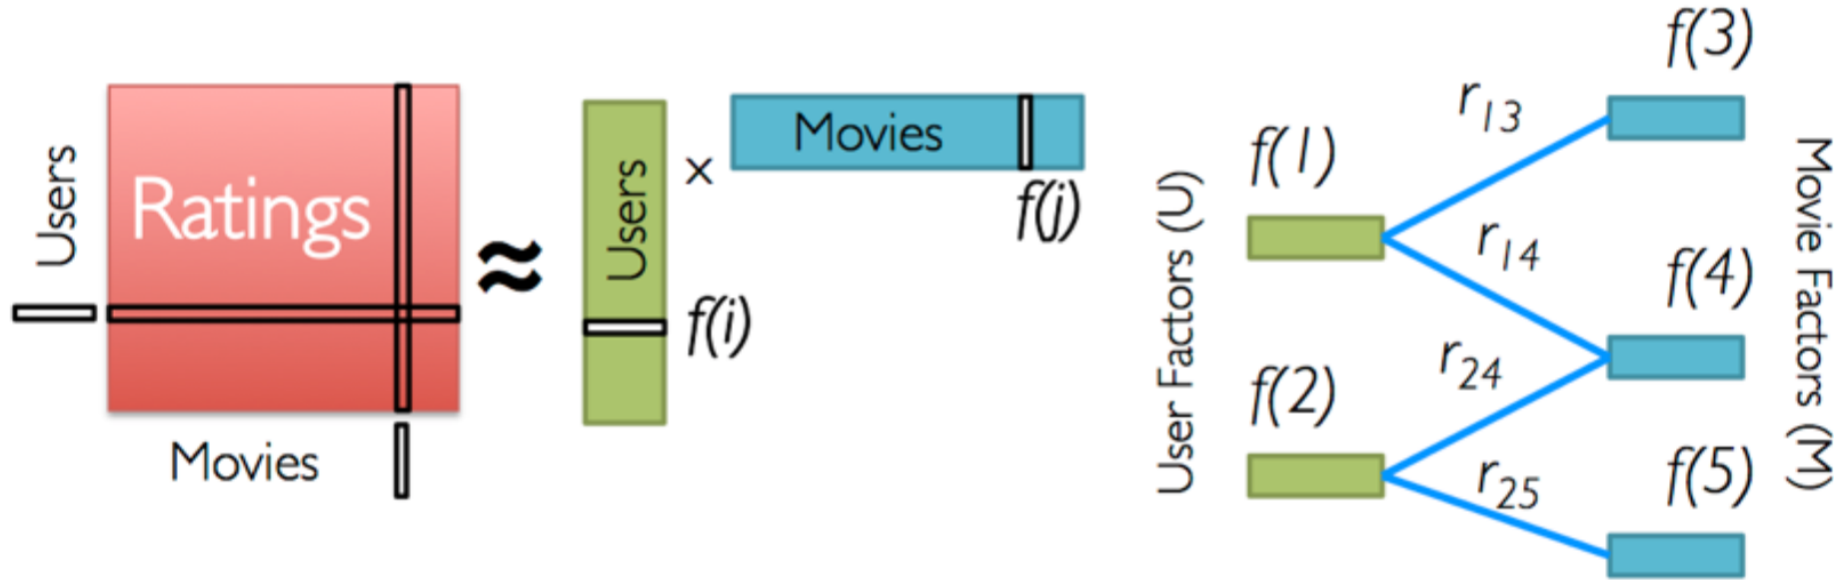 Users
Ratings
Movies
≈
Users
f(i)
x
Movies
f(j)
User Factors (U)
f(1)
f(2)
r13
r14
r24
r25
f(3)
f(4)
f(5)
Movie Factors (M)